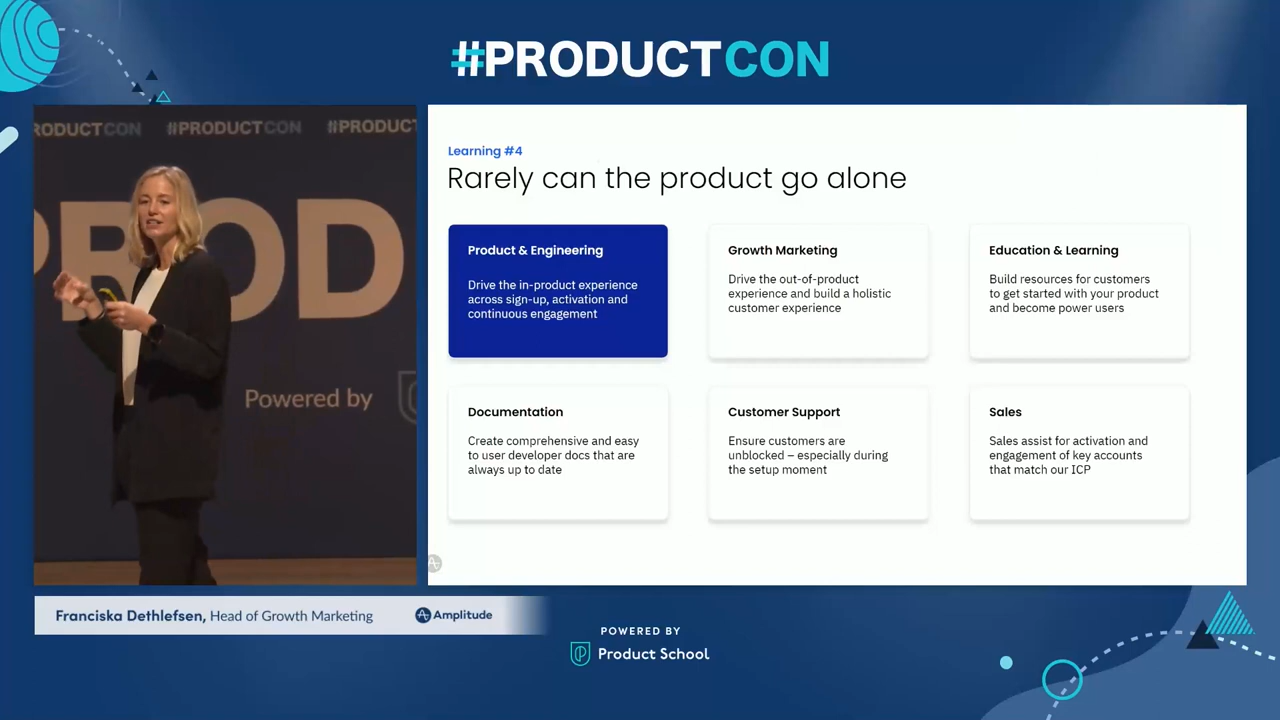 #PRODUCTCON
RODUCTCON #PRODUCTCON #PRODUCT
PROD
Powered by
Learning #4
Rarely can the product go alone
Product & Engineering
Drive the in-product experience
across sign-up, activation and
continuous engagement
Growth Marketing
Drive the out-of-product
experience and build a holistic
customer experience
Education & Learning
Build resources for customers
to get started with your product
and become power users
Documentation
Create comprehensive and easy
to user developer docs that are
always up to date
Customer Support
Ensure customers are
unblocked – especially during
the setup moment
Sales
Sales assist for activation and
engagement of key accounts
that match our ICP
Franciska Dethlefsen, Head of Growth Marketing
Amplitude
POWERED BY
Product School